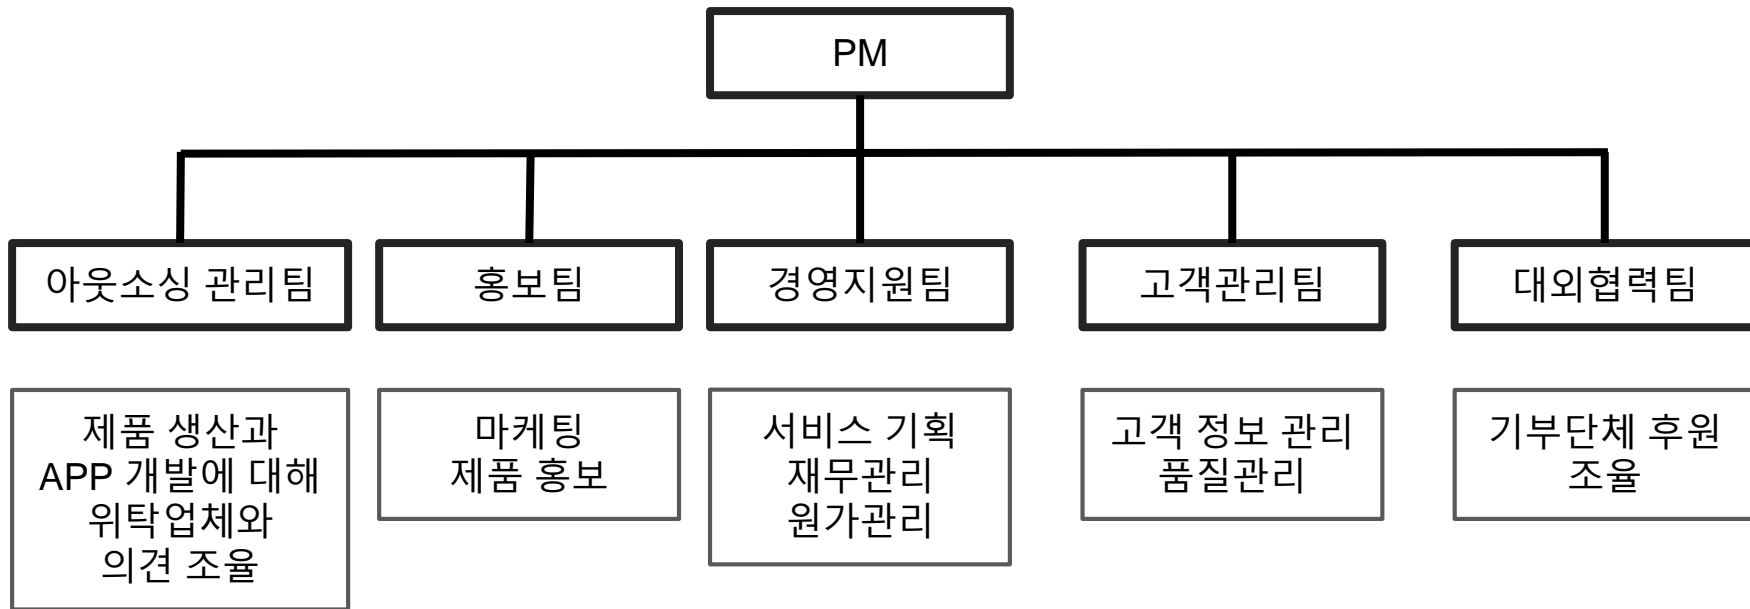 PM
아웃소싱 관리팀
홍보팀
경영지원팀
고객관리팀
대외협력팀
제품 생산과
APP 개발에 대해
위탁업체와
의견 조율
마케팅
제품 홍보
서비스 기획
재무관리
원가관리
고객 정보 관리
품질관리
기부단체 후원
조율